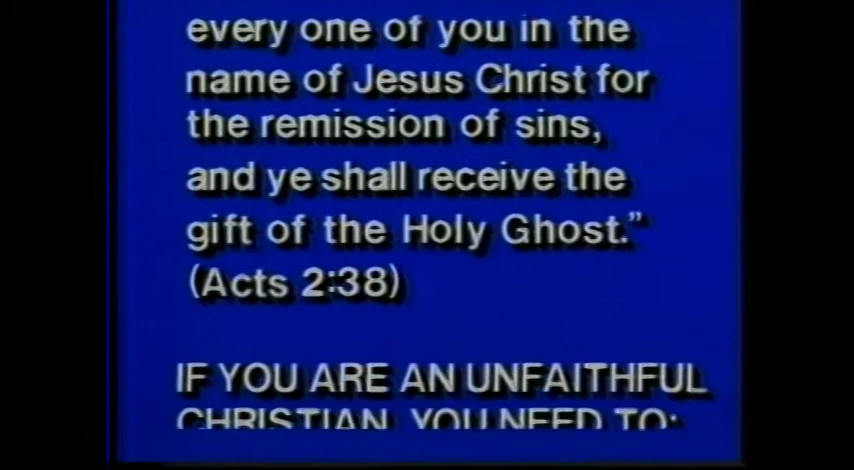 every one of you in the
name of Jesus Christ for
the remission of sins,
and ye shall receive the
gift of the Holy Ghost.”
(Acts 2:38)
IF YOU ARE AN UNFAITHFUL
CHRISTIAN, YOU NEED TO: